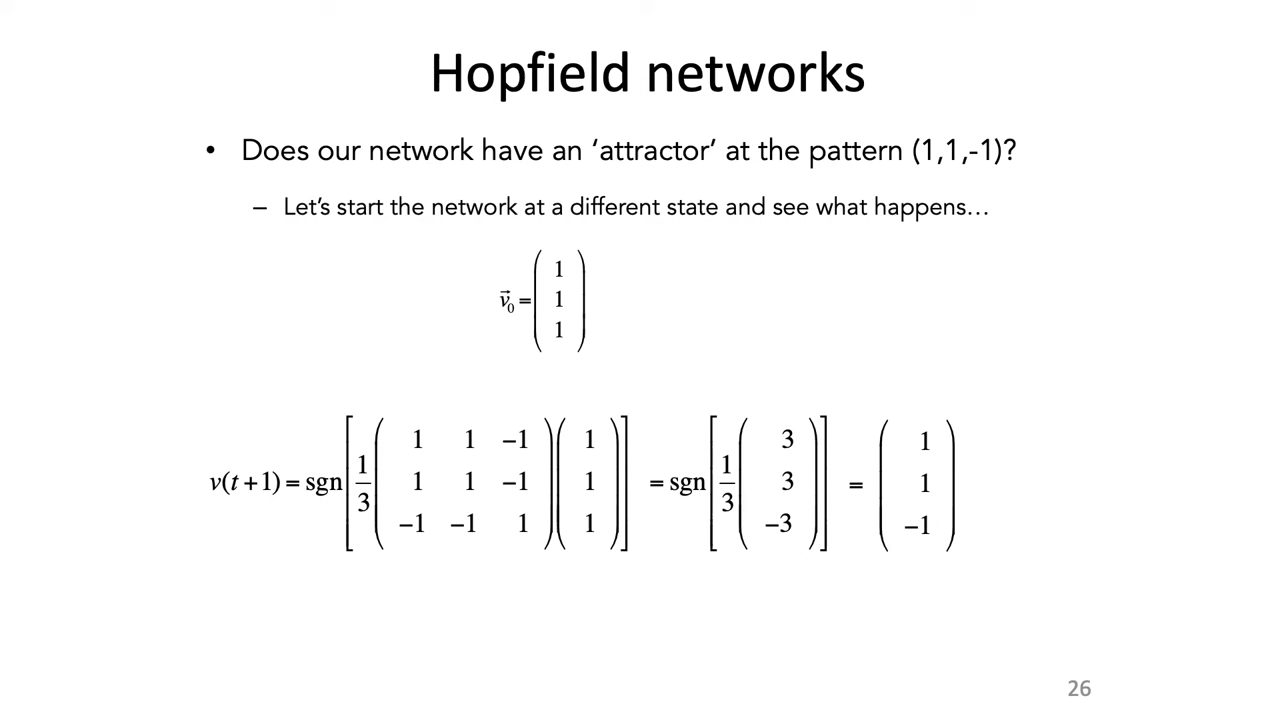 Hopfield networks
• Does our network have an ‘attractor’ at the pattern (1,1,-1)?
– Let’s start the network at a different state and see what happens…
v⃗₀ = ( 1 1 1 )
v(t+1) = sgn[ 1/3 ( 1 1 −1 ; 1 1 −1 ; −1 −1 1 ) ( 1 ; 1 ; 1 ) ] = sgn[ 1/3 ( 3 ; 3 ; −3 ) ] = ( 1 ; 1 ; −1 )
26